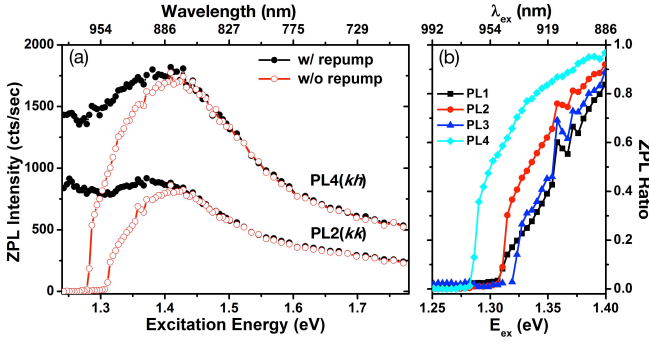 Wavelength (nm)
954 886 827 775 729
(a)
w/ repump
w/o repump
2000
1500
1000
500
0
ZPL Intensity (cts/sec)
PL4(kh)
PL2(kk)
1.3 1.4 1.5 1.6 1.7
Excitation Energy (eV)
λex (nm)
992 954 919 886
(b)
PL1
PL2
PL3
PL4
1.0
0.8
0.6
0.4
0.2
0.0
ZPL Ratio
1.25 1.30 1.35 1.40
Eex (eV)